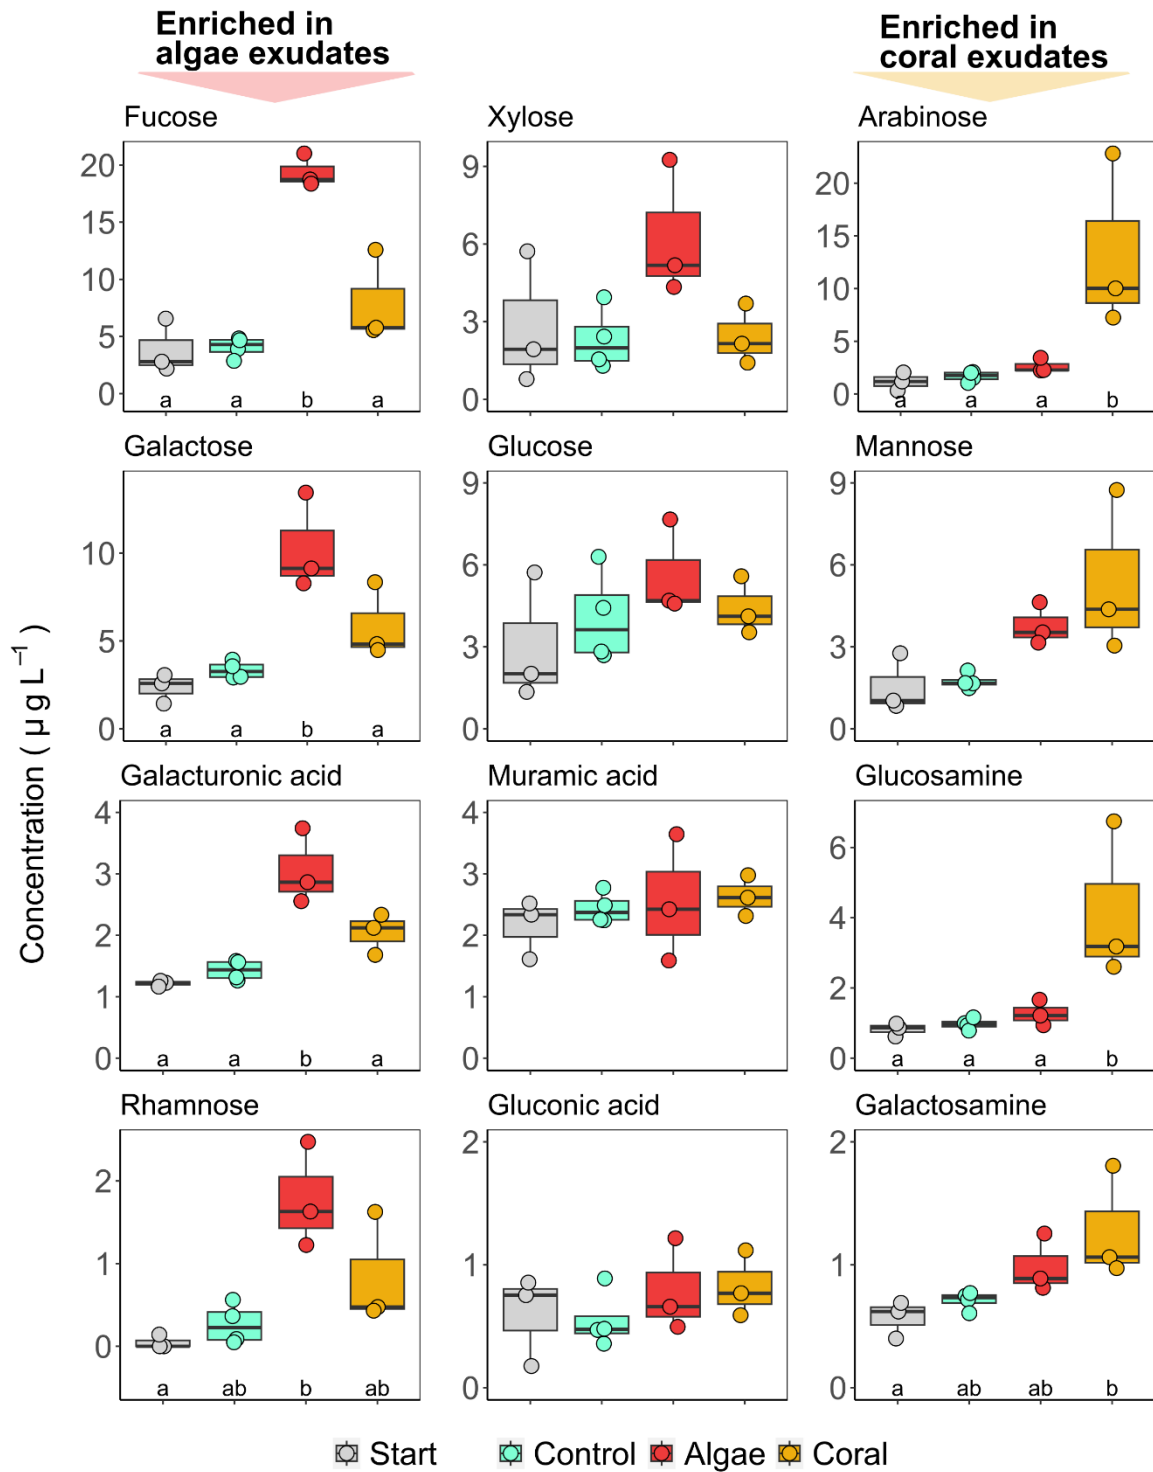 Enriched in
algae exudates
Enriched in
coral exudates
Concentration ( µ g L⁻¹ )
Fucose
20
15
10
5
0
a a b a
Xylose
9
6
3
0
Arabinose
20
15
10
5
0
a a a b
Galactose
10
5
0
a a b a
Glucose
9
6
3
0
Mannose
9
6
3
0
Galacturonic acid
4
3
2
1
0
a a b a
Muramic acid
4
3
2
1
0
Glucosamine
6
4
2
0
a a a b
Rhamnose
2
1
0
a ab b ab
Gluconic acid
2
1
0
Galactosamine
2
1
0
a ab ab b
Start Control Algae Coral